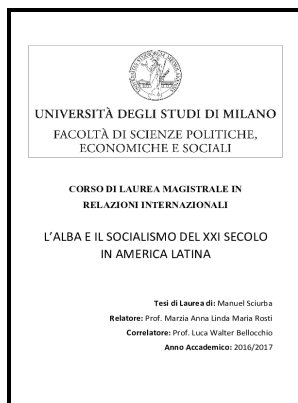 UNIVERSITÀ DEGLI STUDI DI MILANO
FACOLTÀ DI SCIENZE POLITICHE,
ECONOMICHE E SOCIALI
CORSO DI LAUREA MAGISTRALE IN
RELAZIONI INTERNAZIONALI
L'ALBA E IL SOCIALISMO DEL XXI SECOLO
IN AMERICA LATINA
Tesi di Laurea di: Manuel Sciurba
Relatore: Prof. Marzia Anna Linda Maria Rosti
Correlatore: Prof. Luca Walter Bellocchio
Anno Accademico: 2016/2017